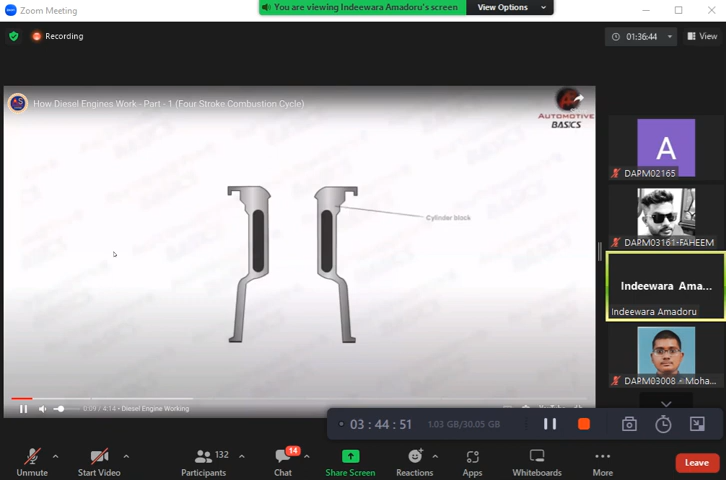 Zoom Meeting
You are viewing Indeewara Amadoru's screen
View Options
Recording
01:36:44
View
How Diesel Engines Work - Part - 1 (Four Stroke Combustion Cycle)
AUTOMOTIVE
BASICS
Cylinder block
A
DAPM02165
DAPM03161-FAHEEM
Indeewara Ama...
Indeewara Amadoru
DAPM03008 - Moha...
0:09 / 4:14 • Diesel Engine Working
03:44:51
1.03 GB/30.05 GB
Unmute
Start Video
132
Participants
14
Chat
Share Screen
Reactions
Apps
Whiteboards
More
Leave